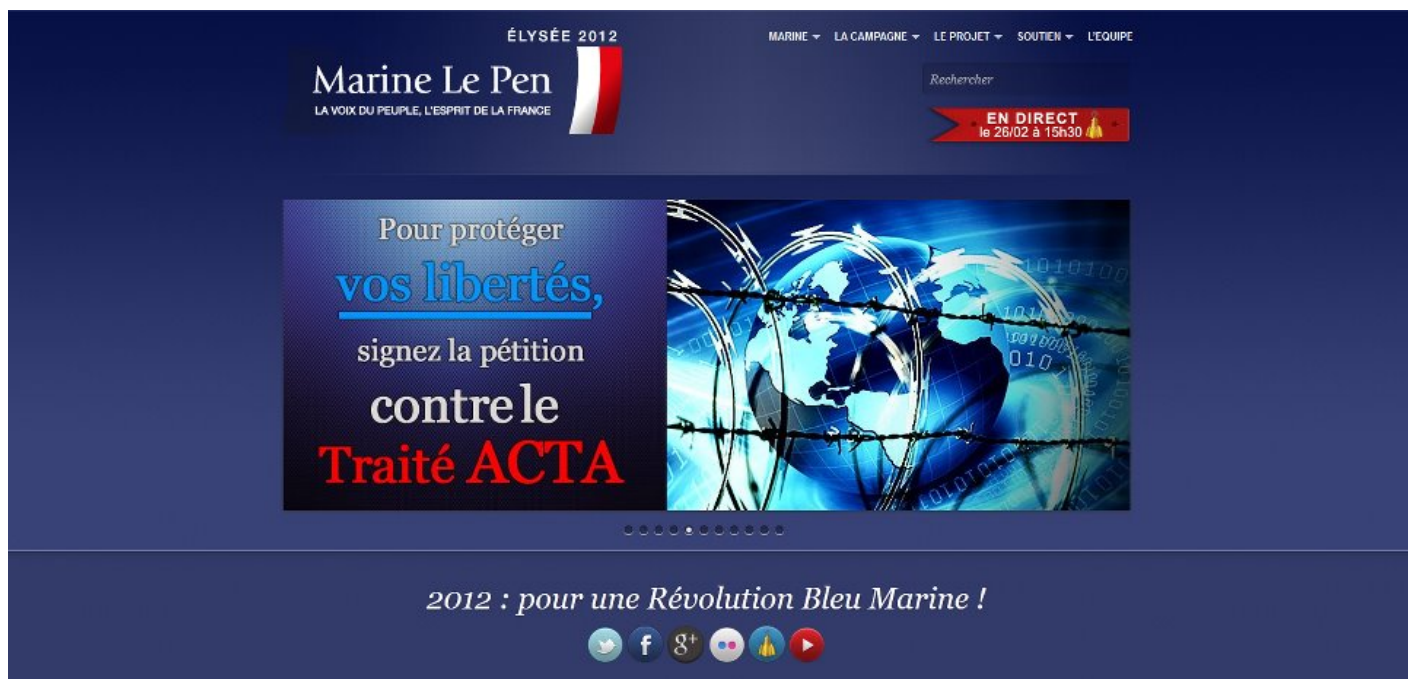 ÉLYSÉE 2012
Marine Le Pen
LA VOIX DU PEUPLE, L'ESPRIT DE LA FRANCE
MARINE LA CAMPAGNE LE PROJET SOUTIEN L'EQUIPE
Rechercher
EN DIRECT
le 26/02 à 15h30
Pour protéger
vos libertés,
signez la pétition
contre le
Traité ACTA
2012 : pour une Révolution Bleu Marine !